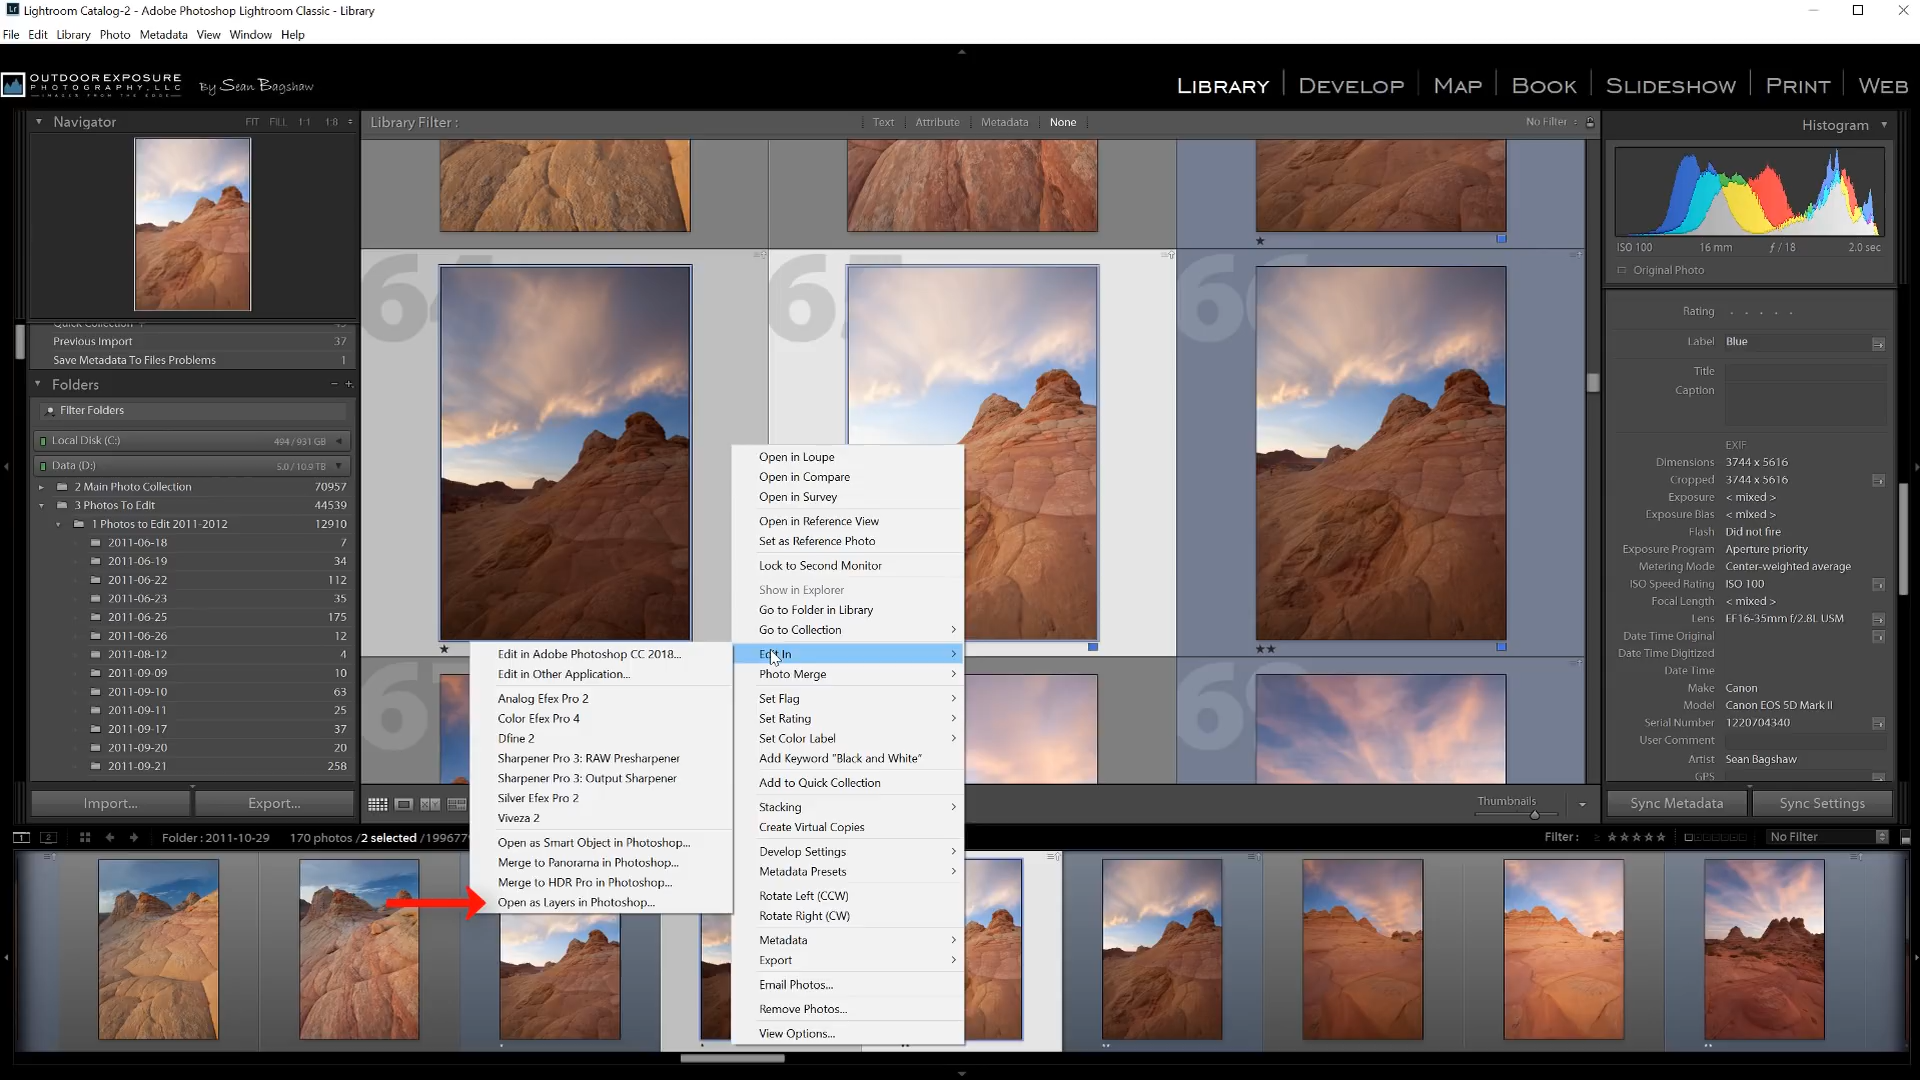 Lightroom Catalog-2 - Adobe Photoshop Lightroom Classic - Library
File Edit Library Photo Metadata View Window Help
OUTDOOREXPOSURE
PHOTOGRAPHY, LLC
IMAGES FROM THE EDGE
By Sean Bagshaw
LIBRARY DEVELOP MAP BOOK SLIDESHOW PRINT WEB
Navigator FIT FILL 1:1 1:8
Quick Collection +
Previous Import 37
Save Metadata To Files Problems 1
Folders
Filter Folders
Local Disk (C:) 494 / 931 GB
Data (D:) 5.0 / 10.9 TB
2 Main Photo Collection 70957
3 Photos To Edit 44539
1 Photos to Edit 2011-2012 12910
2011-06-18 7
2011-06-19 34
2011-06-22 112
2011-06-23 35
2011-06-25 175
2011-06-26 12
2011-08-12 4
2011-09-09 10
2011-09-10 63
2011-09-11 25
2011-09-17 37
2011-09-20 20
2011-09-21 258
Import... Export...
Library Filter : Text Attribute Metadata None No Filter
64 65 66
67 69
Open in Loupe
Open in Compare
Open in Survey
Open in Reference View
Set as Reference Photo
Lock to Second Monitor
Show in Explorer
Go to Folder in Library
Go to Collection
Edit In
Photo Merge
Set Flag
Set Rating
Set Color Label
Add Keyword "Black and White"
Add to Quick Collection
Stacking
Create Virtual Copies
Develop Settings
Metadata Presets
Rotate Left (CCW)
Rotate Right (CW)
Metadata
Export
Email Photos...
Remove Photos...
View Options...
Edit in Adobe Photoshop CC 2018...
Edit in Other Application...
Analog Efex Pro 2
Color Efex Pro 4
Dfine 2
Sharpener Pro 3: RAW Presharpener
Sharpener Pro 3: Output Sharpener
Silver Efex Pro 2
Viveza 2
Open as Smart Object in Photoshop...
Merge to Panorama in Photoshop...
Merge to HDR Pro in Photoshop...
Open as Layers in Photoshop...
Histogram
ISO 100 16 mm f / 18 2.0 sec
Original Photo
Rating
Label Blue
Title
Caption
EXIF
Dimensions 3744 x 5616
Cropped 3744 x 5616
Exposure < mixed >
Exposure Bias < mixed >
Flash Did not fire
Exposure Program Aperture priority
Metering Mode Center-weighted average
ISO Speed Rating ISO 100
Focal Length < mixed >
Lens EF16-35mm f/2.8L USM
Date Time Original
Date Time Digitized
Date Time
Make Canon
Model Canon EOS 5D Mark II
Serial Number 1220704340
User Comment
Artist Sean Bagshaw
GPS
Thumbnails
Sync Metadata Sync Settings
1 2 Folder : 2011-10-29 170 photos / 2 selected / 199677 Filter : No Filter